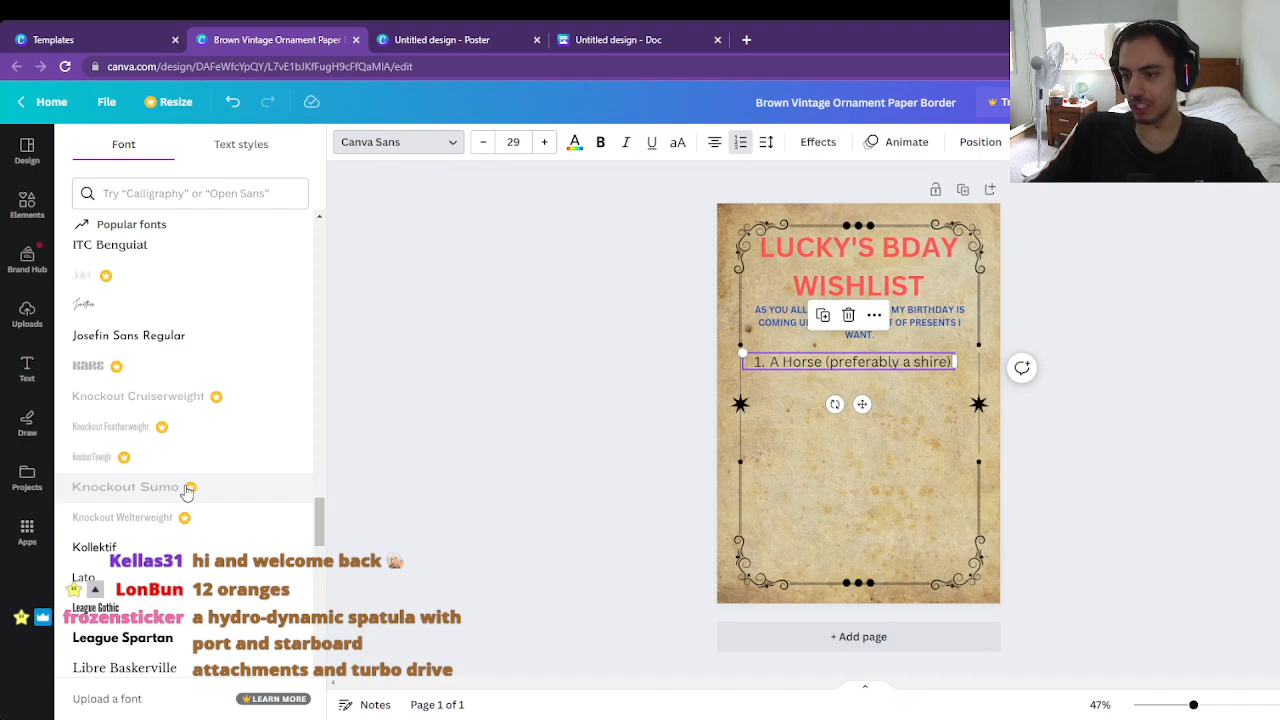 Templates
Brown Vintage Ornament Paper B
Untitled design - Poster
Untitled design - Doc
canva.com/design/DAFeWfcYpQY/L7vE1bJKfFugH9cFfQaMIA/edit
Home
File
Resize
Brown Vintage Ornament Paper Border
Font
Text styles
Canva Sans
29
B
I
U
aA
Effects
Animate
Position
Design
Elements
Brand Hub
Uploads
Text
Draw
Projects
Apps
Try “Calligraphy” or “Open Sans”
Popular fonts
ITC Benguiat
Josefin Sans Regular
Knockout Cruiserweight
Knockout Featherweight
Knockout Flyweight
Knockout Sumo
Knockout Welterweight
Kollektif
Lato
League Gothic
League Spartan
Libre Baskerville
Upload a font
LEARN MORE
LUCKY'S BDAY
WISHLIST
AS YOU ALL MY BIRTHDAY IS
COMING OF PRESENTS I
WANT.
1. A Horse (preferably a shire)
+ Add page
Kellas31 hi and welcome back
LonBun 12 oranges
frozensticker a hydro-dynamic spatula with
port and starboard
attachments and turbo drive
Notes
Page 1 of 1
47%